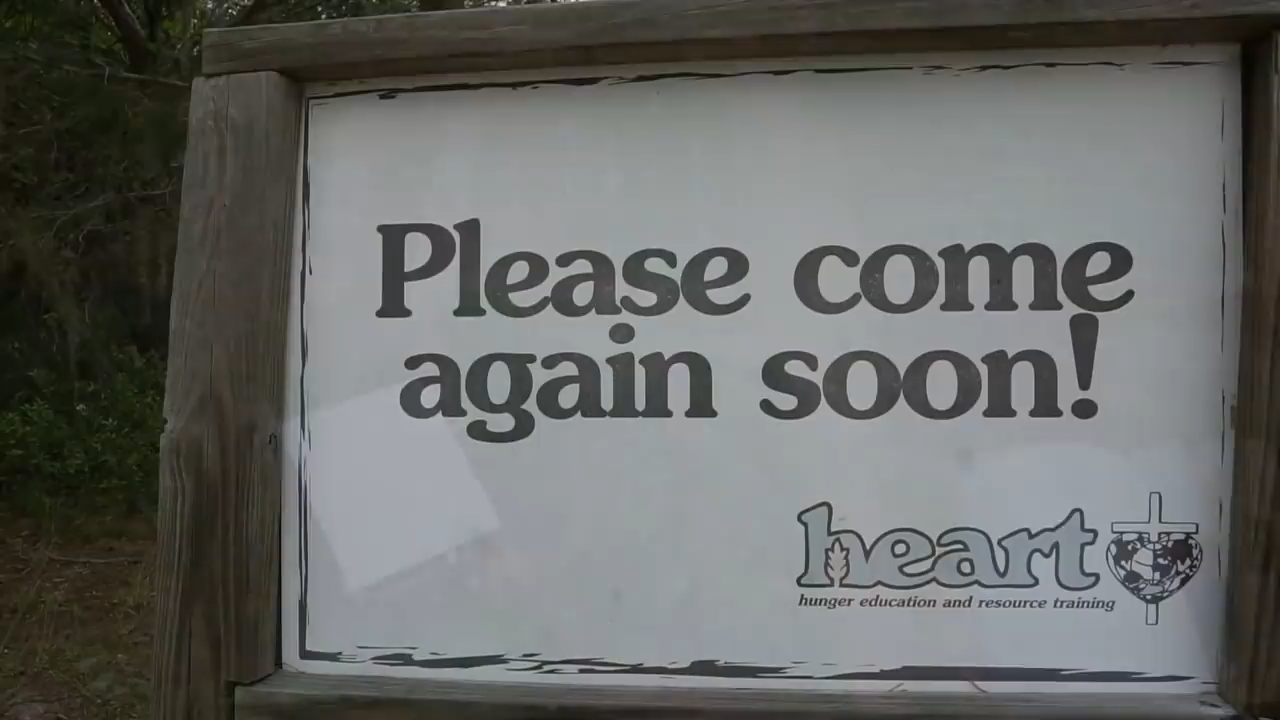 Please come
again soon!
heart
hunger education and resource training